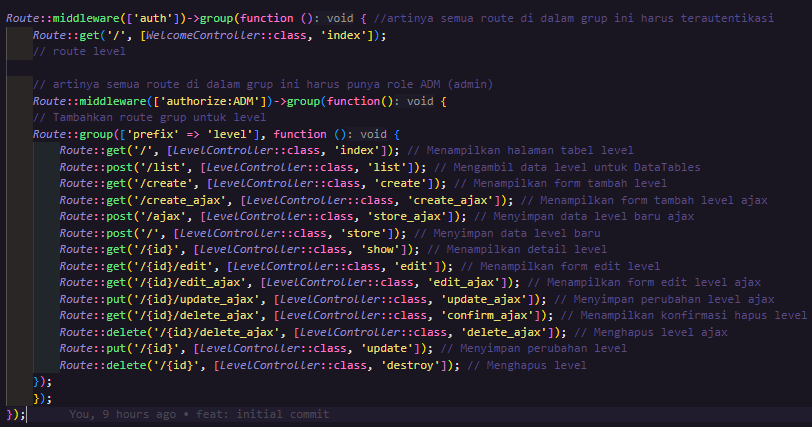 Route::middleware(['auth'])->group(function (): void { //artinya semua route di dalam grup ini harus terautentikasi
Route::get('/', [WelcomeController::class, 'index']);
// route level
// artinya semua route di dalam grup ini harus punya role ADM (admin)
Route::middleware(['authorize:ADM'])->group(function(): void {
// Tambahkan route grup untuk level
Route::group(['prefix' => 'level'], function (): void {
Route::get('/', [LevelController::class, 'index']); // Menampilkan halaman tabel level
Route::post('/list', [LevelController::class, 'list']); // Mengambil data level untuk DataTables
Route::get('/create', [LevelController::class, 'create']); // Menampilkan form tambah level
Route::get('/create_ajax', [LevelController::class, 'create_ajax']); // Menampilkan form tambah level ajax
Route::post('/ajax', [LevelController::class, 'store_ajax']); // Menyimpan data level baru ajax
Route::post('/', [LevelController::class, 'store']); // Menyimpan data level baru
Route::get('/{id}', [LevelController::class, 'show']); // Menampilkan detail level
Route::get('/{id}/edit', [LevelController::class, 'edit']); // Menampilkan form edit level
Route::get('/{id}/edit_ajax', [LevelController::class, 'edit_ajax']); // Menampilkan form edit level ajax
Route::put('/{id}/update_ajax', [LevelController::class, 'update_ajax']); // Menyimpan perubahan level ajax
Route::get('/{id}/delete_ajax', [LevelController::class, 'confirm_ajax']); // Menampilkan konfirmasi hapus level
Route::delete('/{id}/delete_ajax', [LevelController::class, 'delete_ajax']); // Menghapus level ajax
Route::put('/{id}', [LevelController::class, 'update']); // Menyimpan perubahan level
Route::delete('/{id}', [LevelController::class, 'destroy']); // Menghapus level
});
});
}); You, 9 hours ago • feat: initial commit